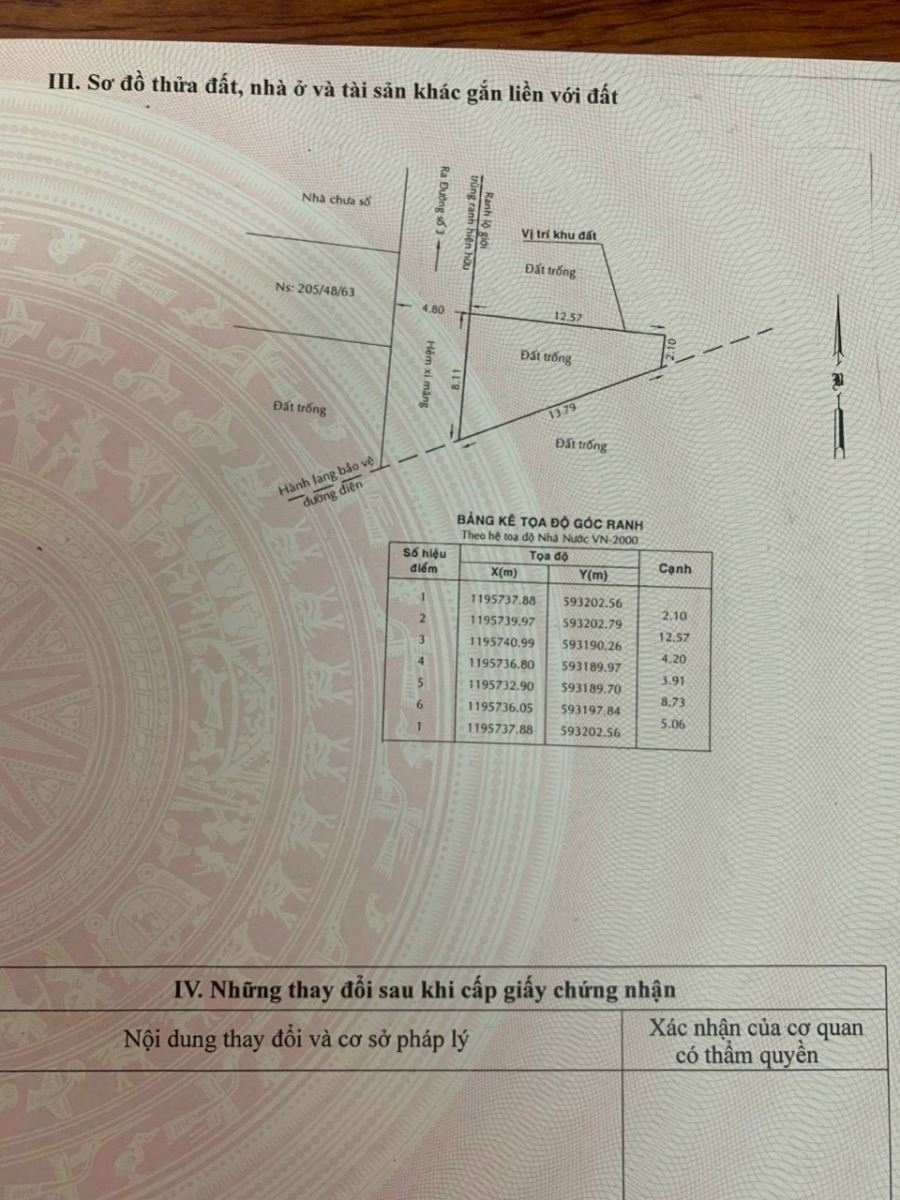 III. Sơ đồ thửa đất, nhà ở và tài sản khác gắn liền với đất
Nhà chưa số
Ra Đường số 3
Ranh lộ giới
trùng ranh hiện hữu
Vị trí khu đất
Đất trống
Ns: 205/48/63
4.80
12.57
2.10
Hẻm xi măng
8.11
Đất trống
13.79
Đất trống
Đất trống
Hành lang bảo vệ
đường điện
BẢNG KÊ TỌA ĐỘ GÓC RANH
Theo hệ toạ độ Nhà Nước VN-2000
Số hiệu điểm Tọa độ Cạnh
X(m) Y(m)
1 1195737.88 593202.56
2.10
2 1195739.97 593202.79
12.57
3 1195740.99 593190.26
4.20
4 1195736.80 593189.97
3.91
5 1195732.90 593189.70
8.73
6 1195736.05 593197.84
5.06
1 1195737.88 593202.56
IV. Những thay đổi sau khi cấp giấy chứng nhận
Nội dung thay đổi và cơ sở pháp lý
Xác nhận của cơ quan
có thẩm quyền